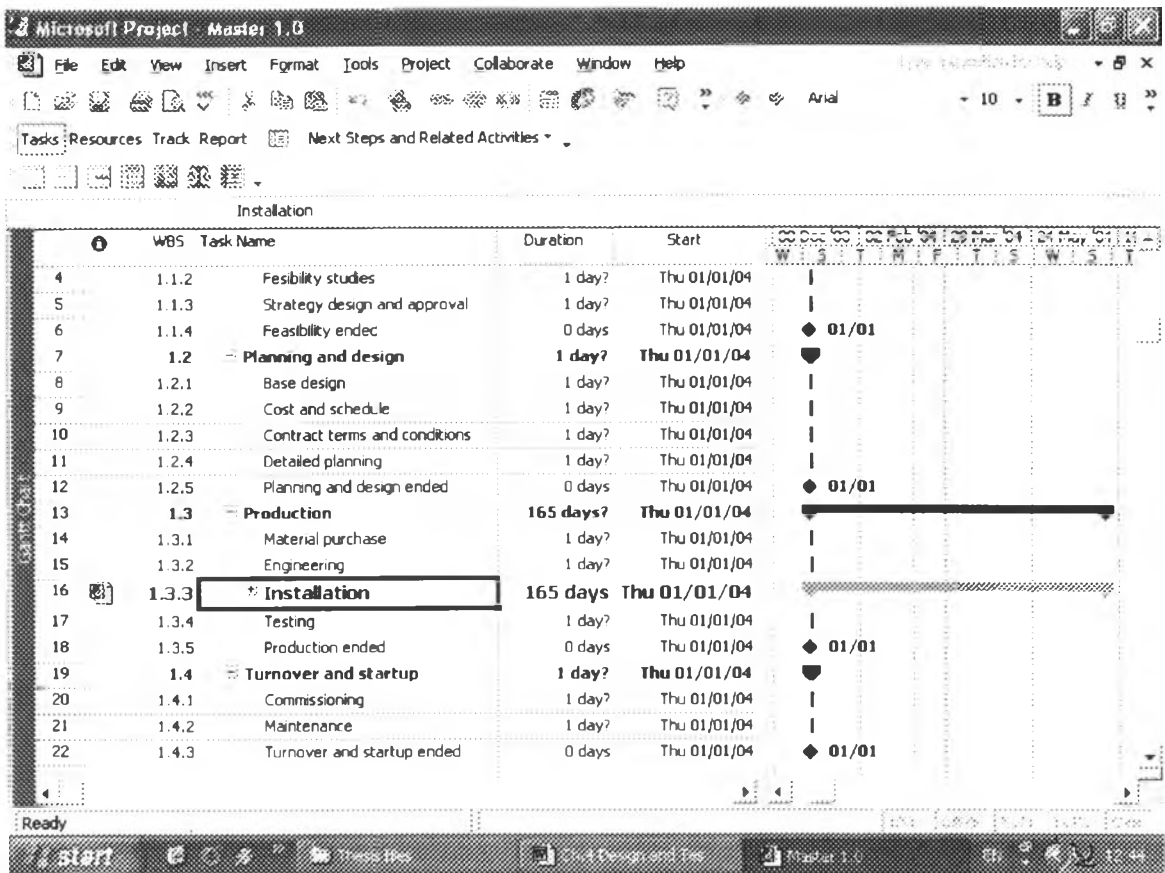 Microsoft Project - Master 1.0
File Edit View Insert Format Tools Project Collaborate Window Help
Arial 10 B I U
Tasks Resources Track Report Next Steps and Related Activities
Installation
WBS Task Name Duration Start
W S T M F T S W S T
4 1.1.2 Fesibility studies 1 day? Thu 01/01/04
5 1.1.3 Strategy design and approval 1 day? Thu 01/01/04
6 1.1.4 Feasibility ended 0 days Thu 01/01/04 01/01
7 1.2 Planning and design 1 day? Thu 01/01/04
8 1.2.1 Base design 1 day? Thu 01/01/04
9 1.2.2 Cost and schedule 1 day? Thu 01/01/04
10 1.2.3 Contract terms and conditions 1 day? Thu 01/01/04
11 1.2.4 Detailed planning 1 day? Thu 01/01/04
12 1.2.5 Planning and design ended 0 days Thu 01/01/04 01/01
13 1.3 Production 165 days? Thu 01/01/04
14 1.3.1 Material purchase 1 day? Thu 01/01/04
15 1.3.2 Engineering 1 day? Thu 01/01/04
16 1.3.3 Installation 165 days Thu 01/01/04
17 1.3.4 Testing 1 day? Thu 01/01/04
18 1.3.5 Production ended 0 days Thu 01/01/04 01/01
19 1.4 Turnover and startup 1 day? Thu 01/01/04
20 1.4.1 Commissioning 1 day? Thu 01/01/04
21 1.4.2 Maintenance 1 day? Thu 01/01/04
22 1.4.3 Turnover and startup ended 0 days Thu 01/01/04 01/01
Ready
start Thesis files Ch4 Design and Tes Master 1.0 EN 12:44